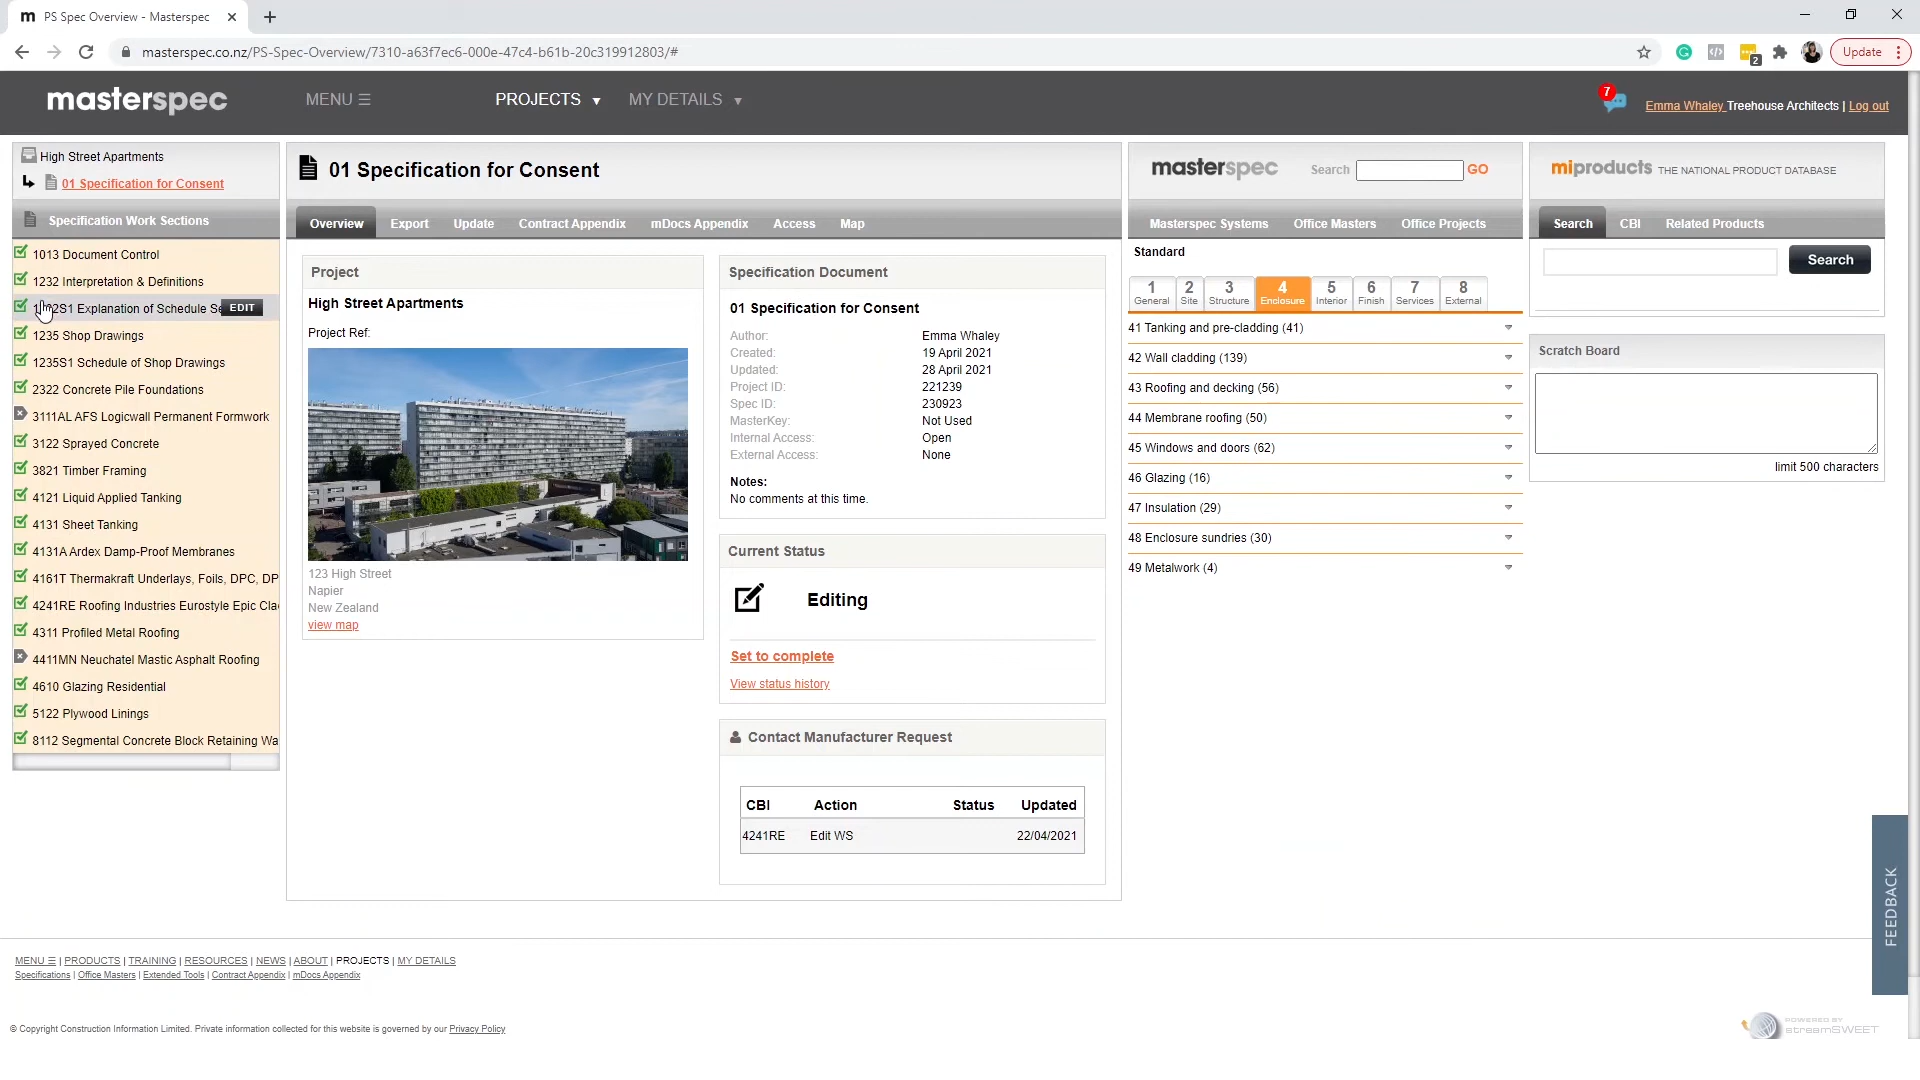 m PS Spec Overview - Masterspec
masterspec.co.nz/PS-Spec-Overview/7310-a63f7ec6-000e-47c4-b61b-20c319912803/#
2
Update
masterspec
MENU ☰
PROJECTS ▼
MY DETAILS ▼
7
Emma Whaley Treehouse Architects | Log out
High Street Apartments
01 Specification for Consent
Specification Work Sections
1013 Document Control
1232 Interpretation & Definitions
S1 Explanation of Schedule Se EDIT
1235 Shop Drawings
1235S1 Schedule of Shop Drawings
2322 Concrete Pile Foundations
3111AL AFS Logicwall Permanent Formwork
3122 Sprayed Concrete
3821 Timber Framing
4121 Liquid Applied Tanking
4131 Sheet Tanking
4131A Ardex Damp-Proof Membranes
4161T Thermakraft Underlays, Foils, DPC, DP
4241RE Roofing Industries Eurostyle Epic Cla
4311 Profiled Metal Roofing
4411MN Neuchatel Mastic Asphalt Roofing
4610 Glazing Residential
5122 Plywood Linings
8112 Segmental Concrete Block Retaining Wa
01 Specification for Consent
Overview Export Update Contract Appendix mDocs Appendix Access Map
Project
High Street Apartments
Project Ref:
123 High Street
Napier
New Zealand
view map
Specification Document
01 Specification for Consent
Author: Emma Whaley
Created: 19 April 2021
Updated: 28 April 2021
Project ID: 221239
Spec ID: 230923
MasterKey: Not Used
Internal Access: Open
External Access: None
Notes:
No comments at this time.
Current Status
Editing
Set to complete
View status history
Contact Manufacturer Request
CBI Action Status Updated
4241RE Edit WS 22/04/2021
masterspec Search GO
Masterspec Systems Office Masters Office Projects
Standard
1 General
2 Site
3 Structure
4 Enclosure
5 Interior
6 Finish
7 Services
8 External
41 Tanking and pre-cladding (41)
42 Wall cladding (139)
43 Roofing and decking (56)
44 Membrane roofing (50)
45 Windows and doors (62)
46 Glazing (16)
47 Insulation (29)
48 Enclosure sundries (30)
49 Metalwork (4)
miproducts THE NATIONAL PRODUCT DATABASE
Search CBI Related Products
Search
Scratch Board
limit 500 characters
FEEDBACK
MENU ☰ | PRODUCTS | TRAINING | RESOURCES | NEWS | ABOUT | PROJECTS | MY DETAILS
Specifications | Office Masters | Extended Tools | Contract Appendix | mDocs Appendix
© Copyright Construction Information Limited. Private information collected for this website is governed by our Privacy Policy
POWERED BY
streamSWEET